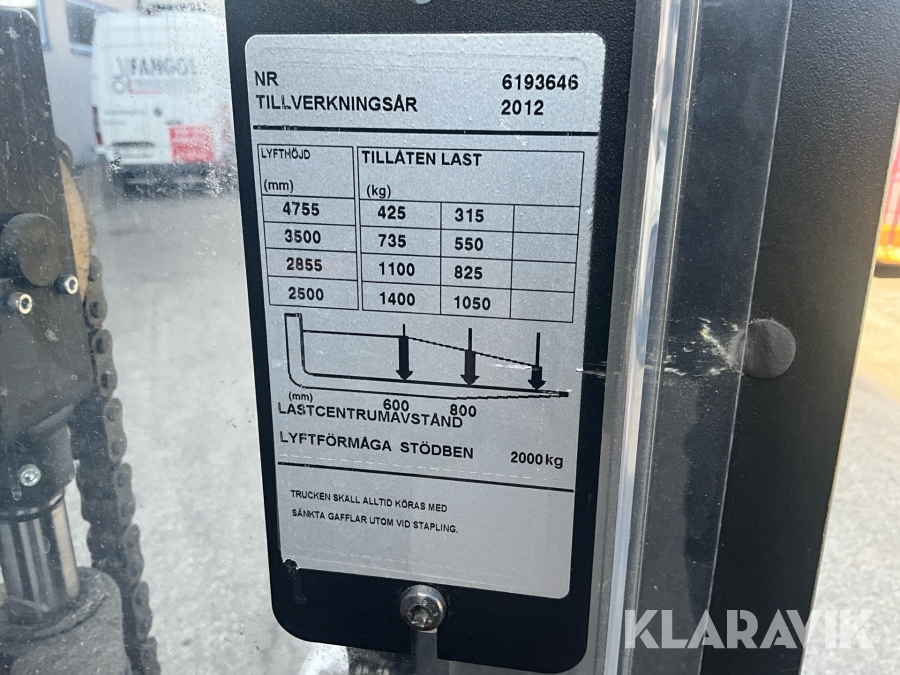 FANGO
NR 6193646
TILLVERKNINGSÅR 2012
LYFTHÖJD TILLÅTEN LAST
(mm) (kg)
4755 425 315
3500 735 550
2855 1100 825
2500 1400 1050
(mm) 600 800
LASTCENTRUMAVSTÅND
LYFTFÖRMÅGA STÖDBEN 2000kg
TRUCKEN SKALL ALLTID KÖRAS MED
SÄNKTA GAFFLAR UTOM VID STAPLING.
KLARAVIK